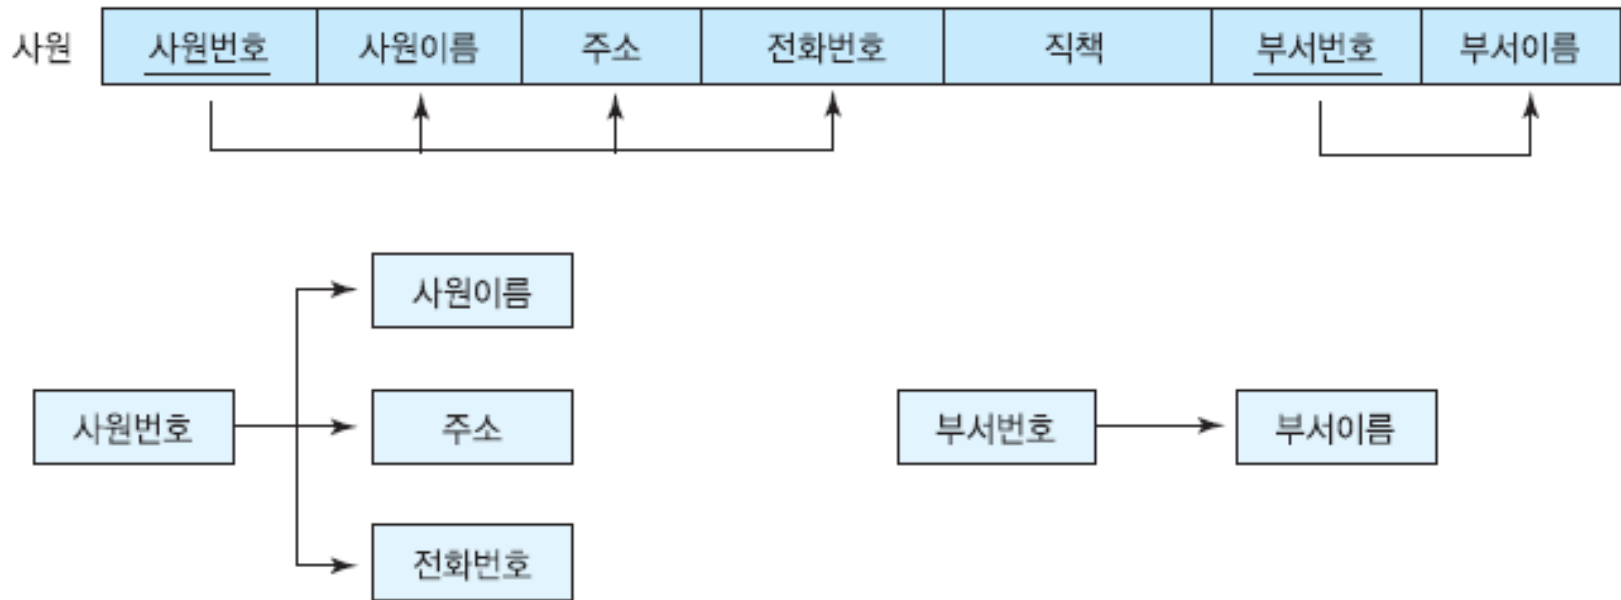 사원 사원번호 사원이름 주소 전화번호 직책 부서번호 부서이름
사원이름
사원번호 주소 부서번호 부서이름
전화번호